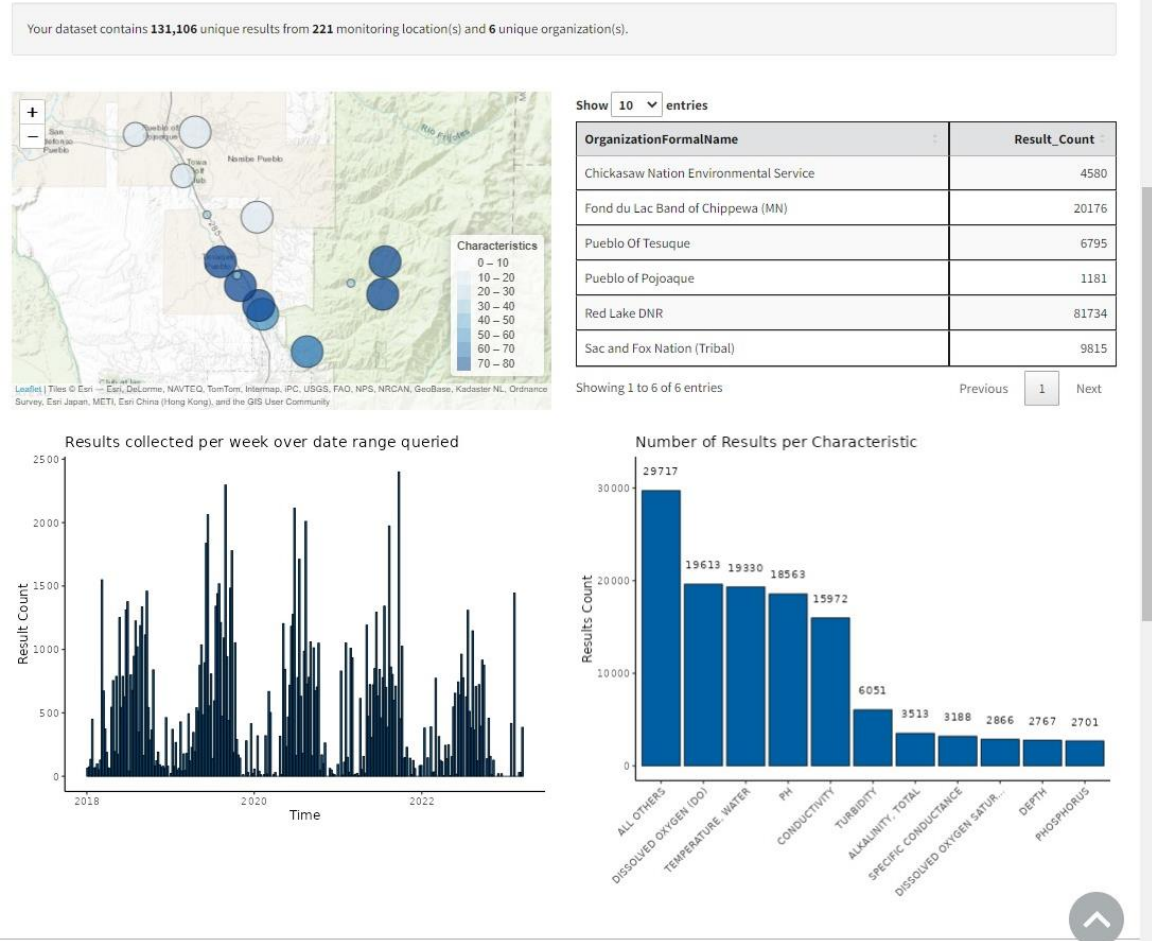 Your dataset contains 131,106 unique results from 221 monitoring location(s) and 6 unique organization(s).
+
−
San
Ildefonso
Pueblo
Pueblo of
Pojoaque
Rio Frijoles
Nambe Pueblo
285
Characteristics
0 – 10
10 – 20
20 – 30
30 – 40
40 – 50
50 – 60
60 – 70
70 – 80
Leaflet | Tiles © Esri — Esri, DeLorme, NAVTEQ, TomTom, Intermap, iPC, USGS, FAO, NPS, NRCAN, GeoBase, Kadaster NL, Ordnance
Survey, Esri Japan, METI, Esri China (Hong Kong), and the GIS User Community
Show 10 entries
OrganizationFormalName Result_Count
Chickasaw Nation Environmental Service 4580
Fond du Lac Band of Chippewa (MN) 20176
Pueblo Of Tesuque 6795
Pueblo of Pojoaque 1181
Red Lake DNR 81734
Sac and Fox Nation (Tribal) 9815
Showing 1 to 6 of 6 entries
Previous 1 Next
Results collected per week over date range queried
Result Count
2500
2000
1500
1000
500
0
2018 2020 2022
Time
Number of Results per Characteristic
Results Count
30000
20000
10000
0
29717
19613
19330
18563
15972
6051
3513
3188
2866
2767
2701
ALL OTHERS
DISSOLVED OXYGEN (DO)
TEMPERATURE, WATER
PH
CONDUCTIVITY
TURBIDITY
ALKALINITY, TOTAL
SPECIFIC CONDUCTANCE
DISSOLVED OXYGEN SATUR...
DEPTH
PHOSPHORUS